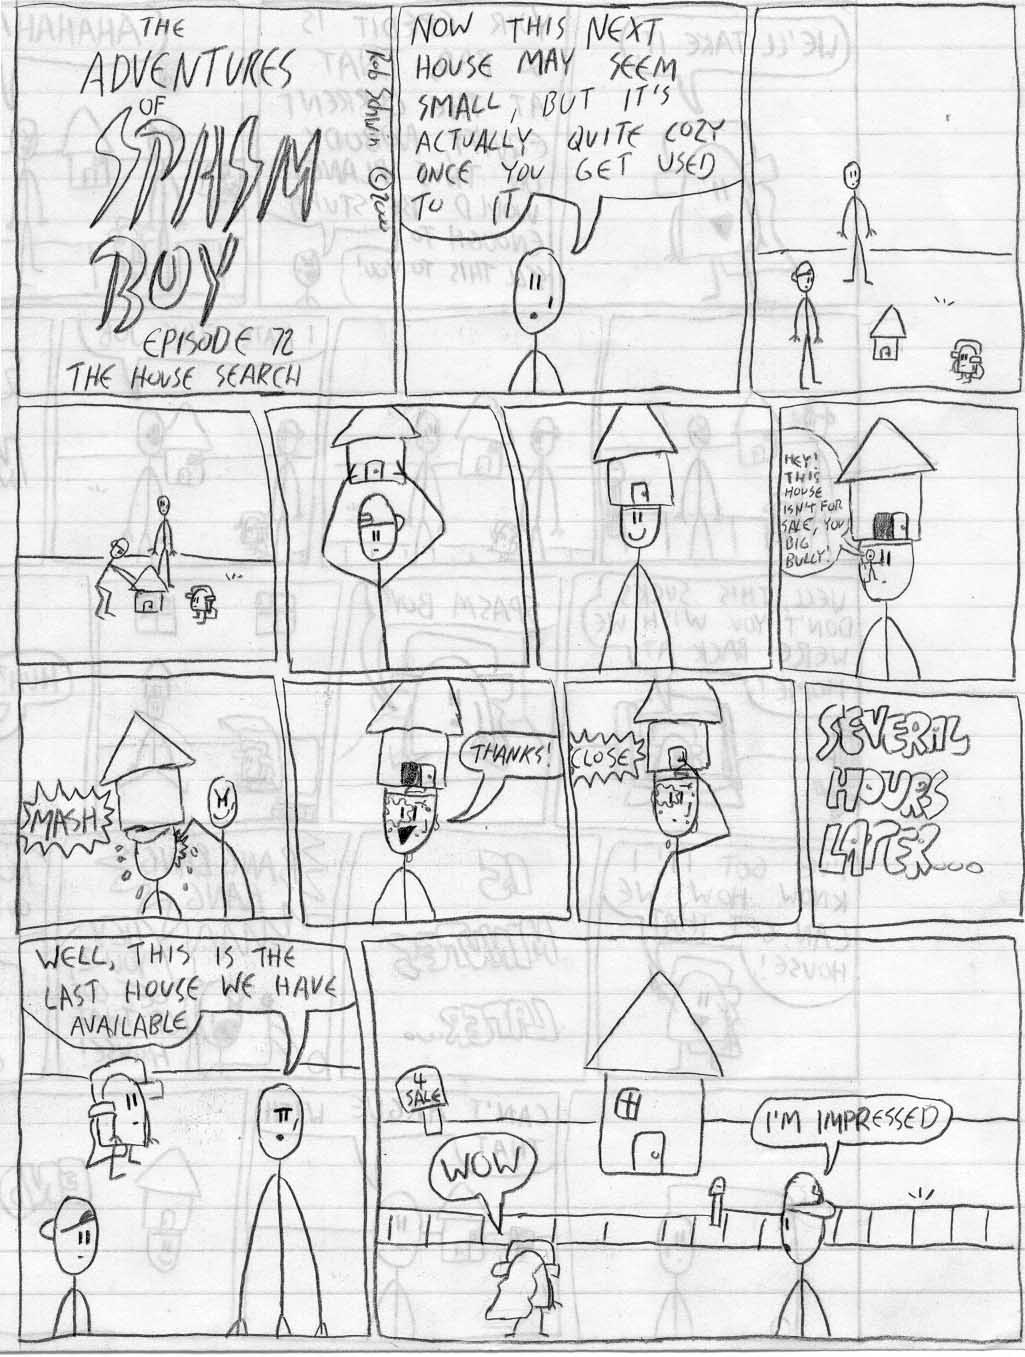 THE
ADVENTURES
OF
SPASM
BOY
EPISODE 72
THE HOUSE SEARCH
Rob Schwin © 2000
NOW THIS NEXT
HOUSE MAY SEEM
SMALL, BUT IT'S
ACTUALLY QUITE COZY
ONCE YOU GET USED
TO IT
HEY!
THIS
HOUSE
ISN'T FOR
SALE, YOU
BIG
BULLY!
SMASH
THANKS!
CLOSE
SEVERAL
HOURS
LATER...
WELL, THIS IS THE
LAST HOUSE WE HAVE
AVAILABLE
4
SALE
WOW
I'M IMPRESSED